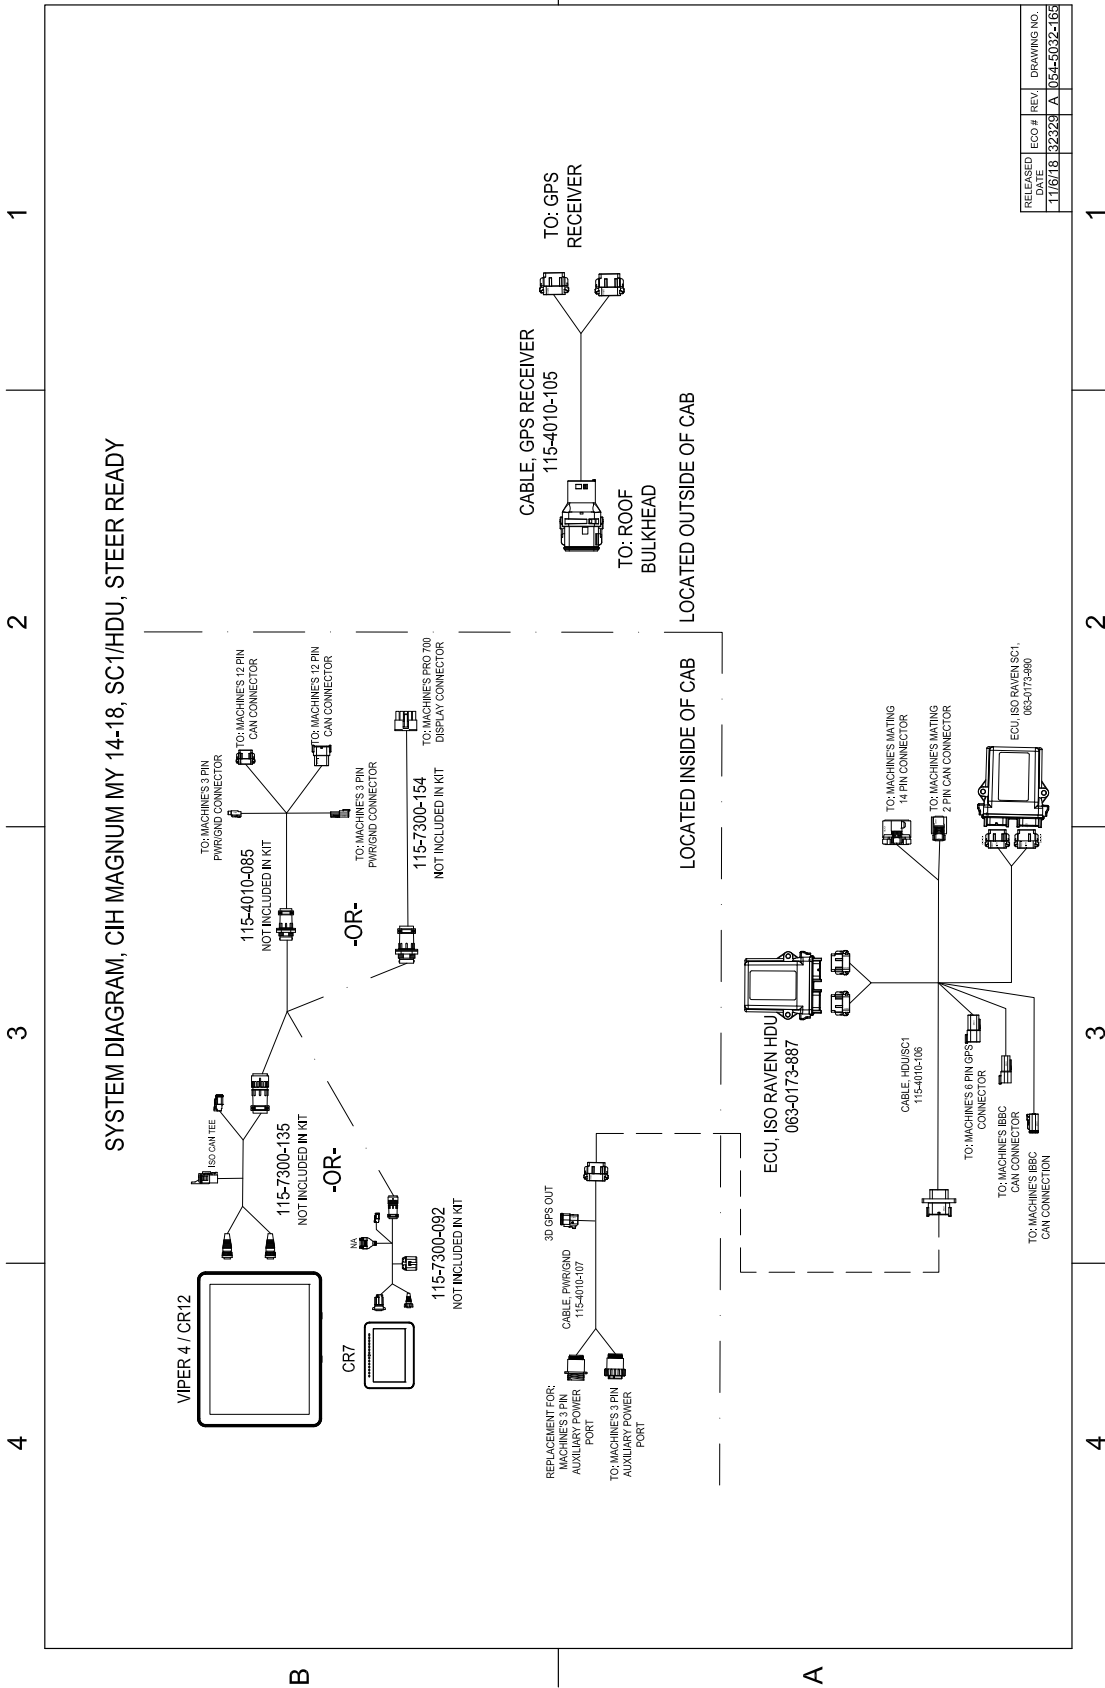 SYSTEM DIAGRAM, CIH MAGNUM MY 14-18, SC1/HDU, STEER READY
4
3
2
1
B
A
VIPER 4 / CR12
ISO CAN TEE
115-7300-135
NOT INCLUDED IN KIT
-OR-
CR7
NA
115-7300-092
NOT INCLUDED IN KIT
115-4010-085
NOT INCLUDED IN KIT
TO: MACHINE'S 3 PIN
PWR/GND CONNECTOR
TO: MACHINE'S 12 PIN
CAN CONNECTOR
TO: MACHINE'S 12 PIN
CAN CONNECTOR
TO: MACHINE'S 3 PIN
PWR/GND CONNECTOR
-OR-
115-7300-154
NOT INCLUDED IN KIT
TO: MACHINE'S PRO 700
DISPLAY CONNECTOR
CABLE, GPS RECEIVER
115-4010-105
TO: GPS
RECEIVER
TO: ROOF
BULKHEAD
LOCATED INSIDE OF CAB
LOCATED OUTSIDE OF CAB
REPLACEMENT FOR:
MACHINE'S 3 PIN
AUXILIARY POWER
PORT
TO: MACHINE'S 3 PIN
AUXILIARY POWER
PORT
CABLE, PWR/GND
115-4010-107
3D GPS OUT
ECU, ISO RAVEN HDU
063-0173-887
CABLE, HDU/SC1
115-4010-106
TO: MACHINE'S MATING
14 PIN CONNECTOR
TO: MACHINE'S MATING
2 PIN CAN CONNECTOR
ECU, ISO RAVEN SC1,
063-0173-990
TO: MACHINE'S 6 PIN GPS
CONNECTOR
TO: MACHINE'S IBBC
CAN CONNECTOR
TO: MACHINE'S IBBC
CAN CONNECTION
RELEASED
DATE
ECO #
REV.
DRAWING NO.
11/6/18
32329
A
054-5032-165
4
3
2
1